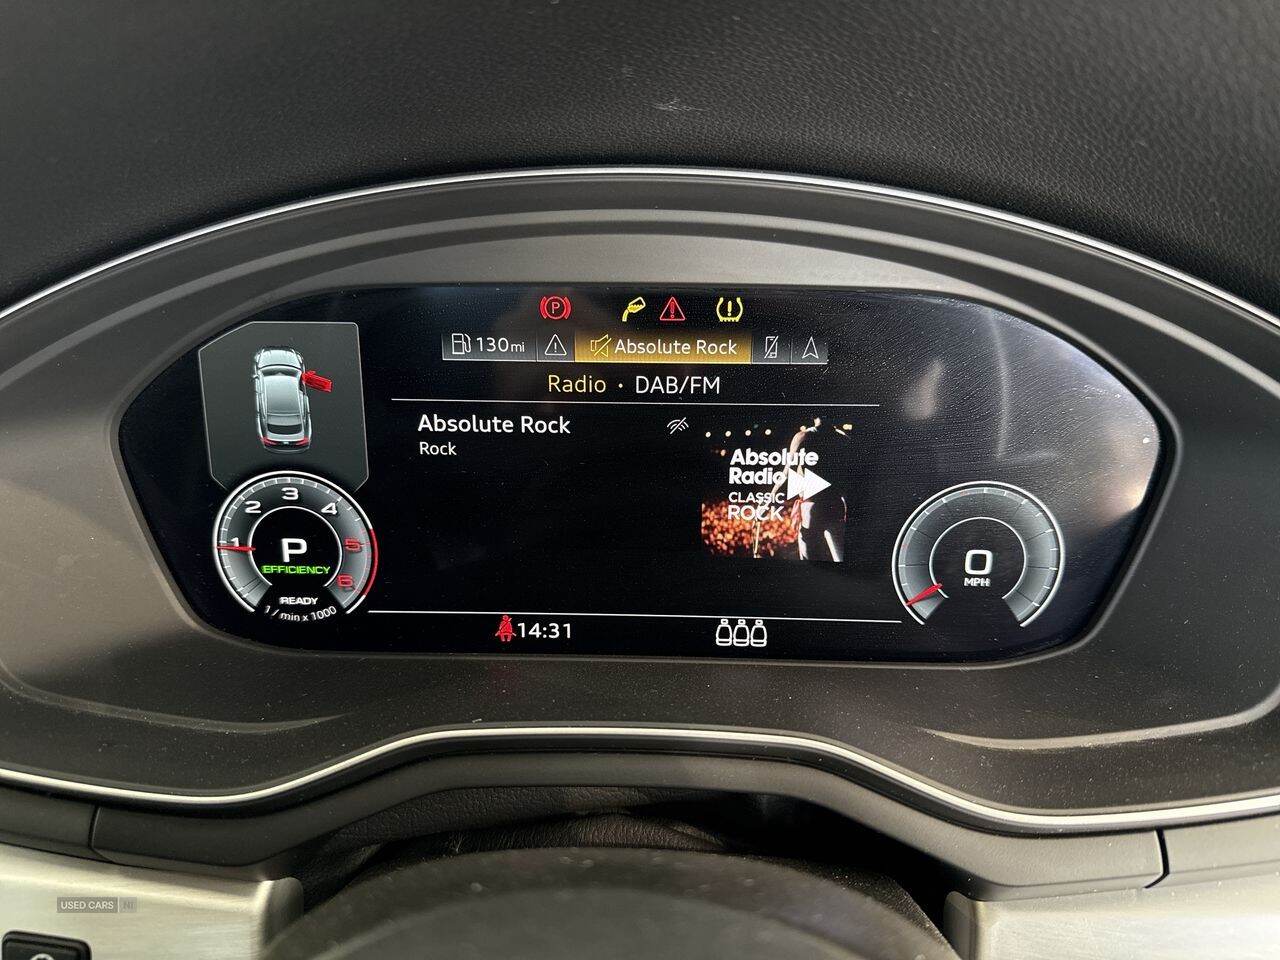 P
130mi
Absolute Rock
Radio · DAB/FM
Absolute Rock
Rock
Absolute
Radio
CLASSIC
ROCK
1 2 3 4 5 6
P
EFFICIENCY
READY
1/min x 1000
0
MPH
14:31
USED CARS NI